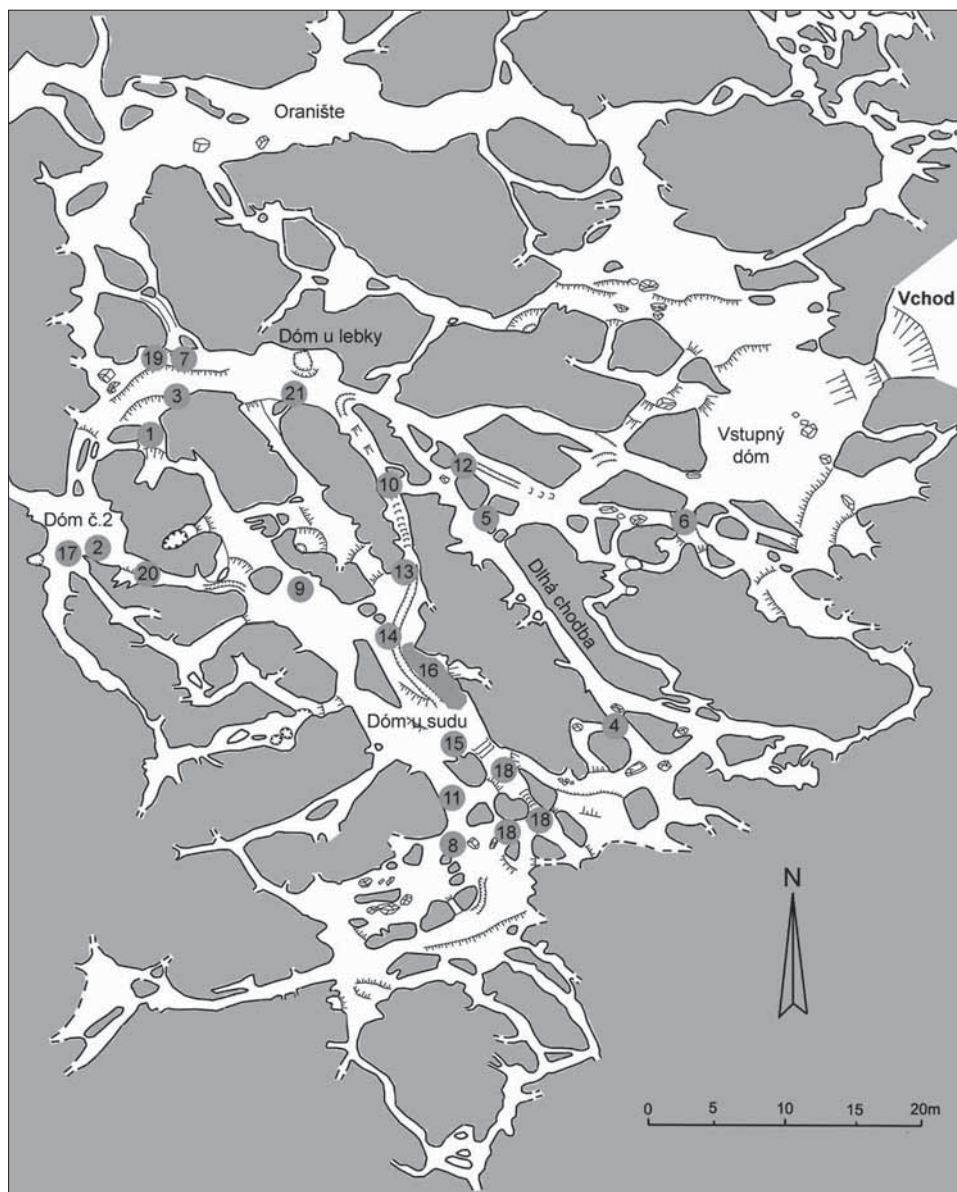 Oranište
Vchod
Dóm u lebky
19
7
3
21
1
Vstupný
dóm
12
10
5
6
Dóm č.2
17
2
20
9
13
Dlhá chodba
14
16
Dóm u sudu
15
4
18
11
18
18
8
N
0 5 10 15 20m